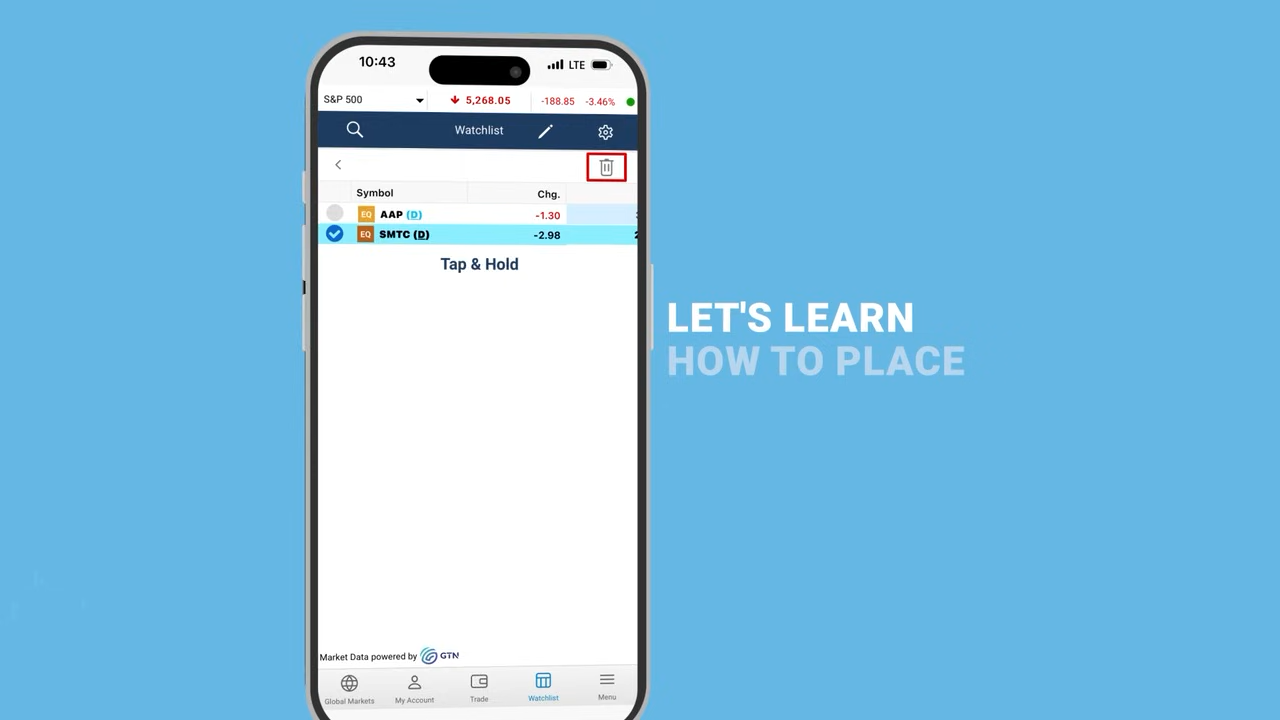 10:43 LTE
S&P 500 5,268.05 -188.85 -3.46%
Watchlist
Symbol Chg.
EQ AAP (D) -1.30
EQ SMTC (D) -2.98
Tap & Hold
LET'S LEARN
HOW TO PLACE
Market Data powered by GTN
Global Markets My Account Trade Watchlist Menu